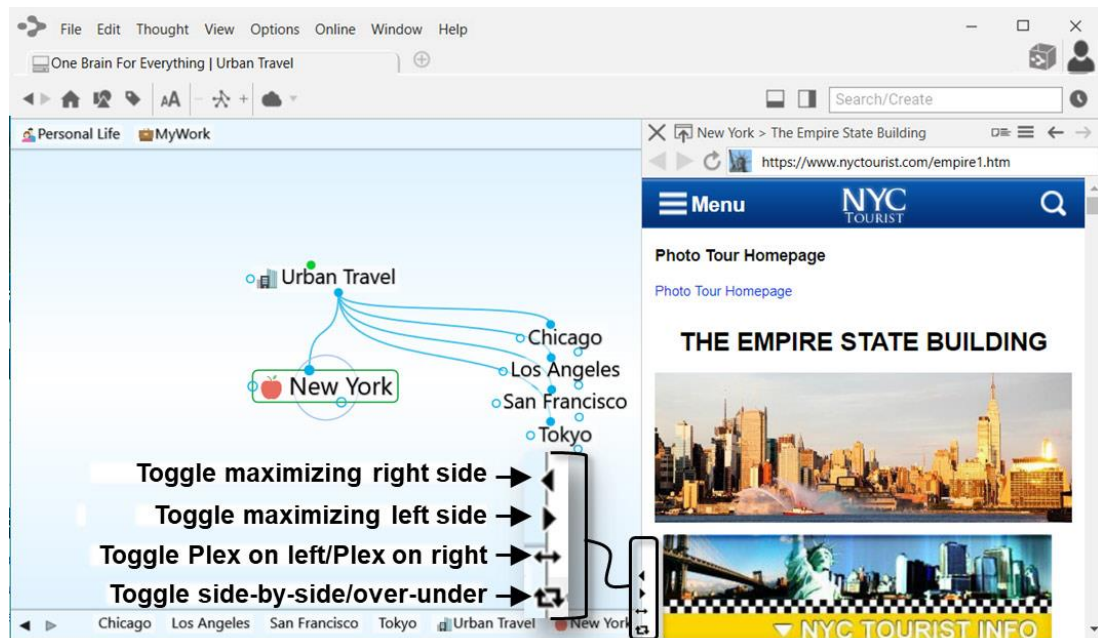 File Edit Thought View Options Online Window Help
One Brain For Everything | Urban Travel
AA
Search/Create
Personal Life MyWork
New York > The Empire State Building
https://www.nyctourist.com/empire1.htm
Menu
NYC
TOURIST
Photo Tour Homepage
Photo Tour Homepage
THE EMPIRE STATE BUILDING
Urban Travel
Chicago
Los Angeles
New York
San Francisco
Tokyo
Toggle maximizing right side
Toggle maximizing left side
Toggle Plex on left/Plex on right
Toggle side-by-side/over-under
Chicago Los Angeles San Francisco Tokyo Urban Travel New York
NYC TOURIST INFO